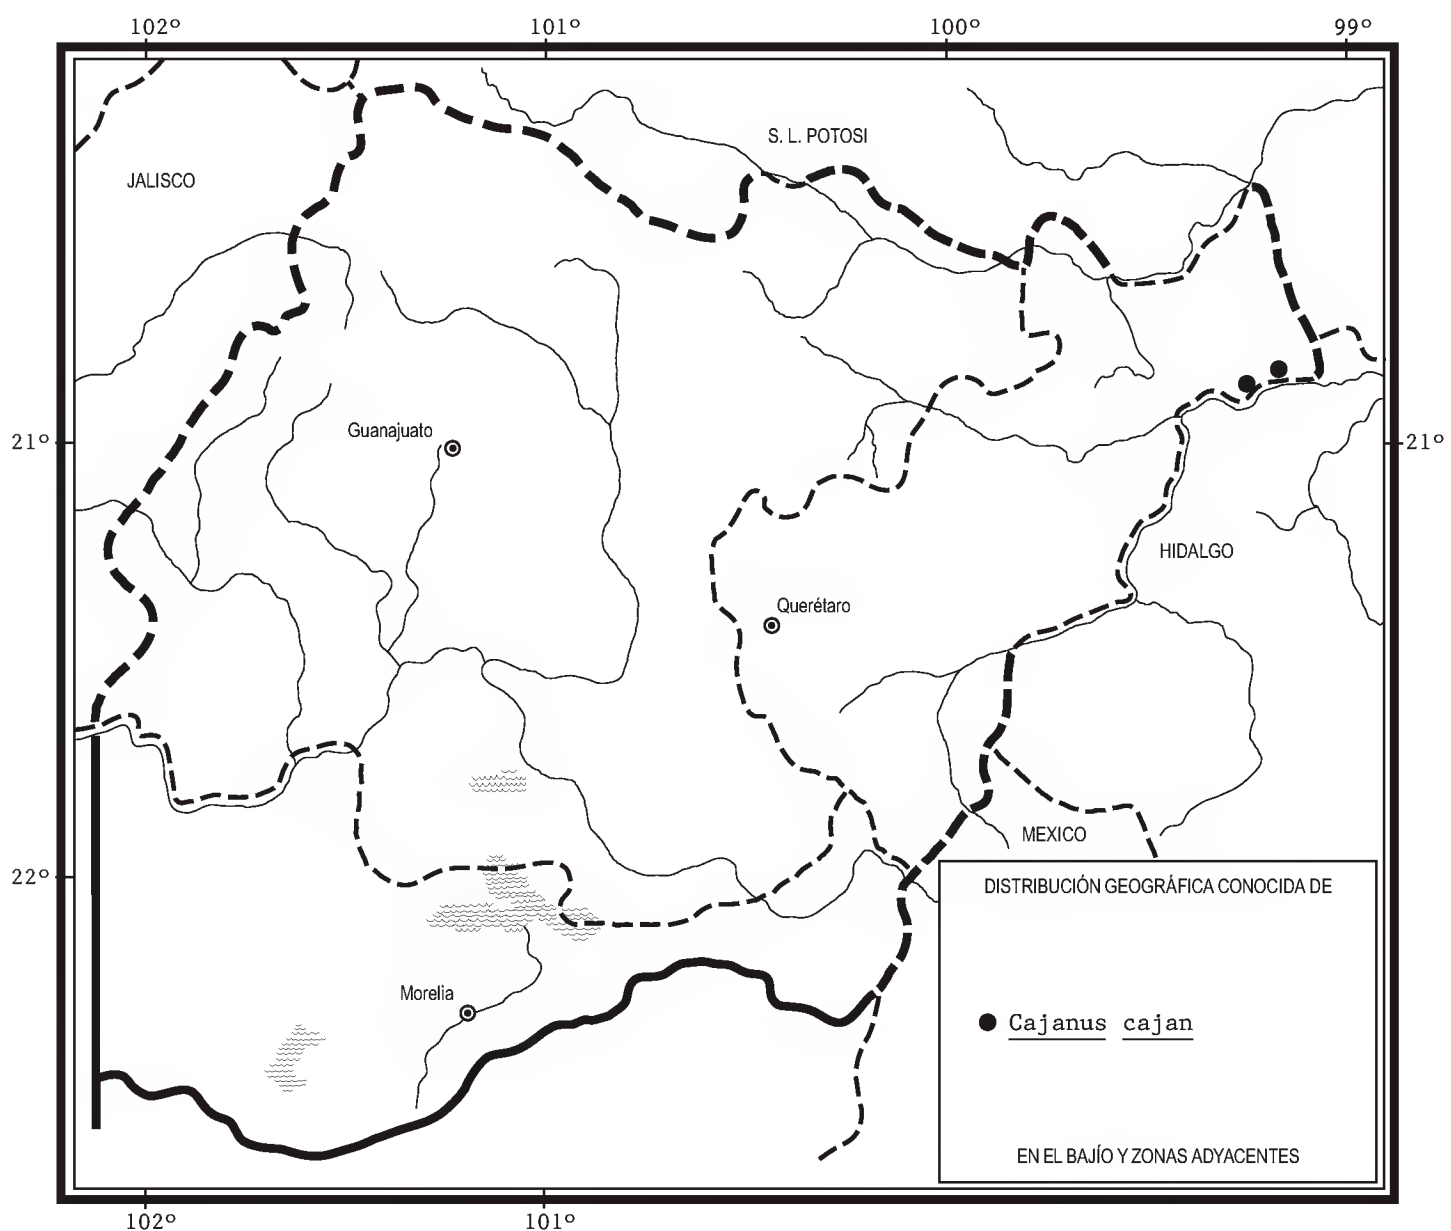 102º 101º 100º 99º
S. L. POTOSI
JALISCO
Guanajuato
21º 21º
HIDALGO
Querétaro
MEXICO
22º
DISTRIBUCIÓN GEOGRÁFICA CONOCIDA DE
Morelia
Cajanus cajan
EN EL BAJÍO Y ZONAS ADYACENTES
102º 101º